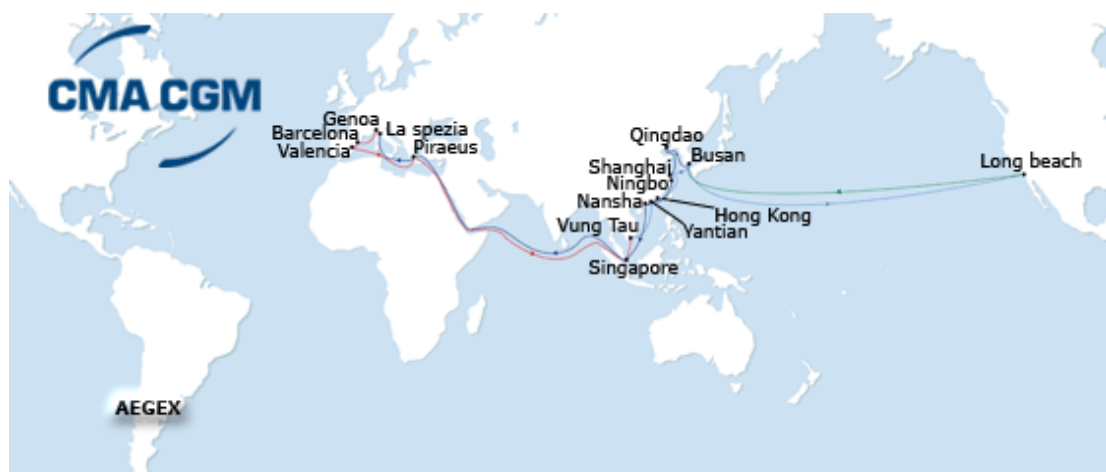 CMA CGM
Genoa
La spezia
Barcelona
Valencia
Piraeus
Qingdao
Busan
Long beach
Shanghai
Ningbo
Nansha
Hong Kong
Vung Tau
Yantian
Singapore
AEGEX